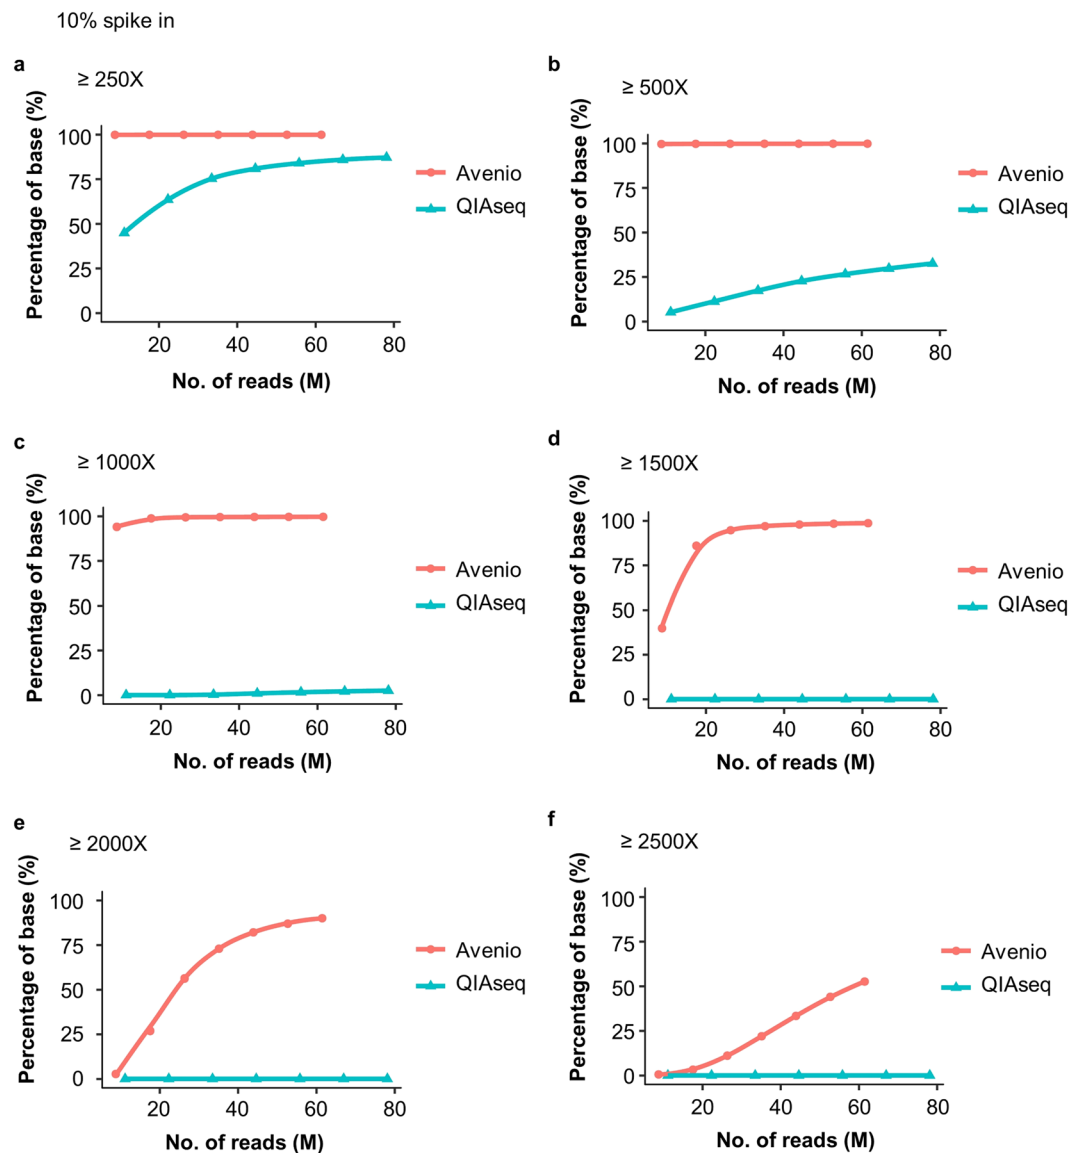 10% spike in
a
≥ 250X
Percentage of base (%)
100
75
50
25
0
20 40 60 80
No. of reads (M)
Avenio
QIAseq
b
≥ 500X
Percentage of base (%)
100
75
50
25
0
20 40 60 80
No. of reads (M)
Avenio
QIAseq
c
≥ 1000X
Percentage of base (%)
100
75
50
25
0
20 40 60 80
No. of reads (M)
Avenio
QIAseq
d
≥ 1500X
Percentage of base (%)
100
75
50
25
0
20 40 60 80
No. of reads (M)
Avenio
QIAseq
e
≥ 2000X
Percentage of base (%)
100
75
50
25
0
20 40 60 80
No. of reads (M)
Avenio
QIAseq
f
≥ 2500X
Percentage of base (%)
100
75
50
25
0
20 40 60 80
No. of reads (M)
Avenio
QIAseq